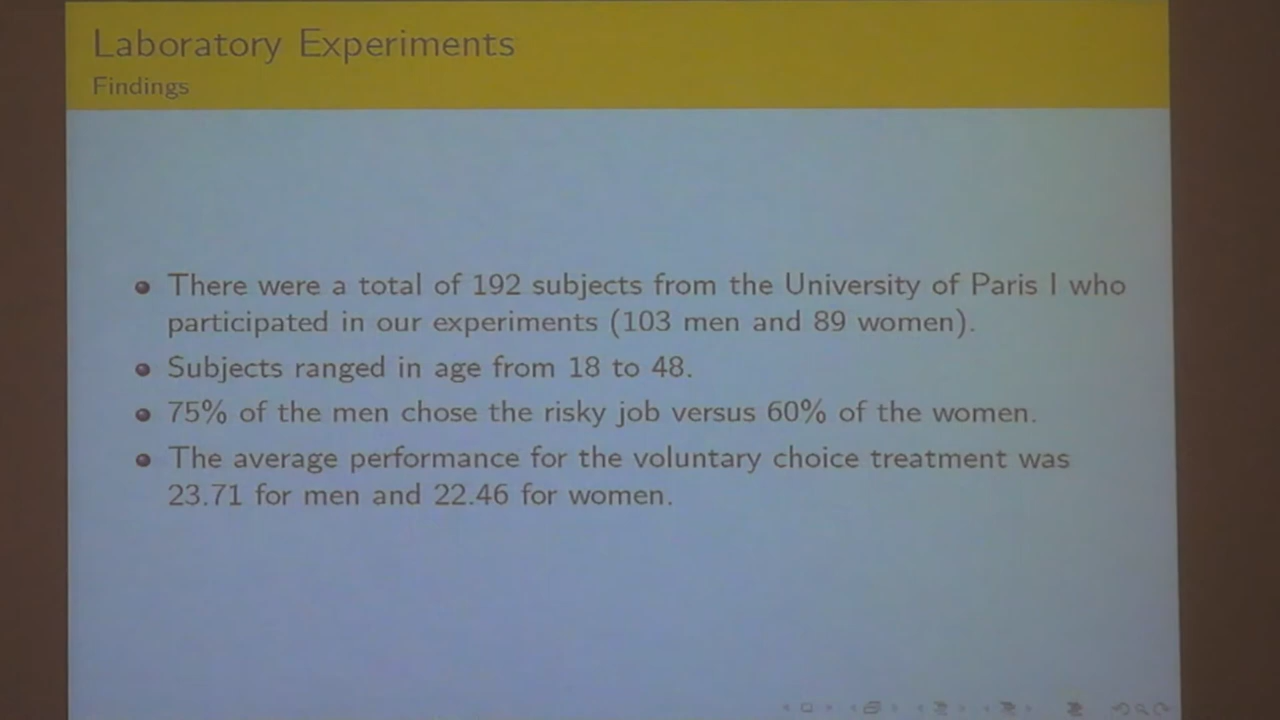 Laboratory Experiments
Findings
There were a total of 192 subjects from the University of Paris I who
participated in our experiments (103 men and 89 women).
Subjects ranged in age from 18 to 48.
75% of the men chose the risky job versus 60% of the women.
The average performance for the voluntary choice treatment was
23.71 for men and 22.46 for women.